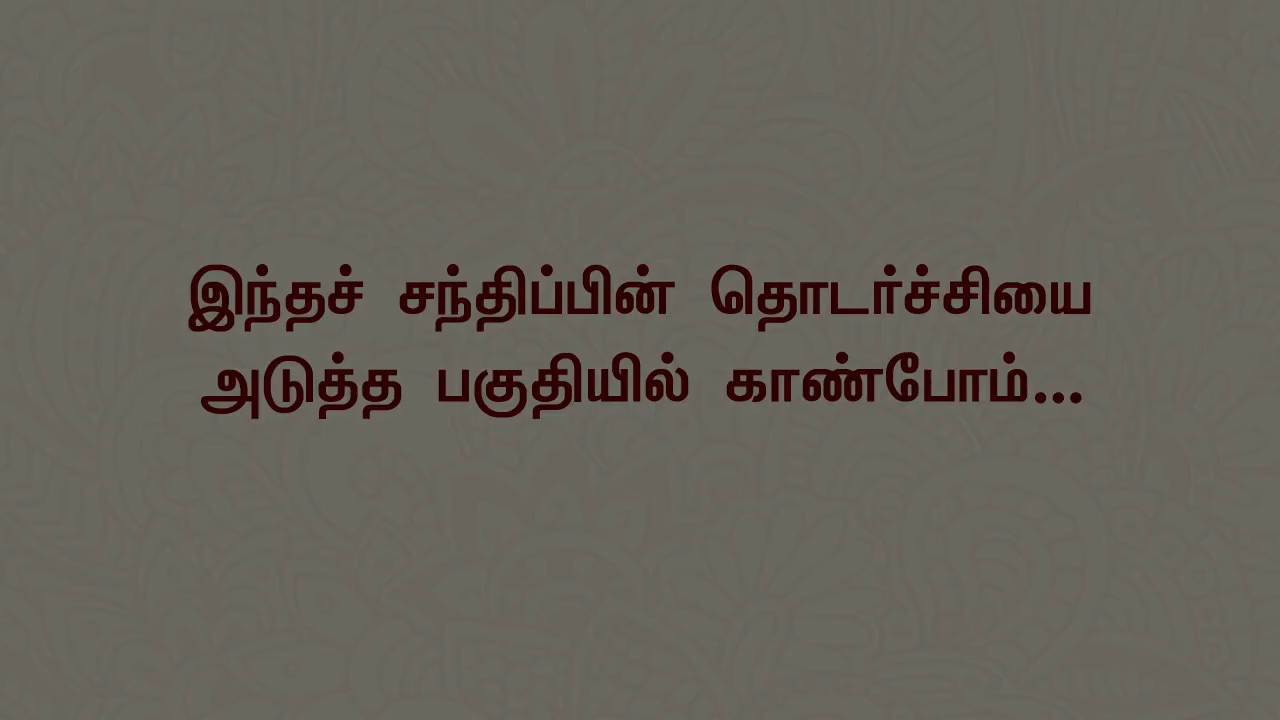 இந்தச் சந்திப்பின் தொடர்ச்சியை
அடுத்த பகுதியில் காண்போம்...